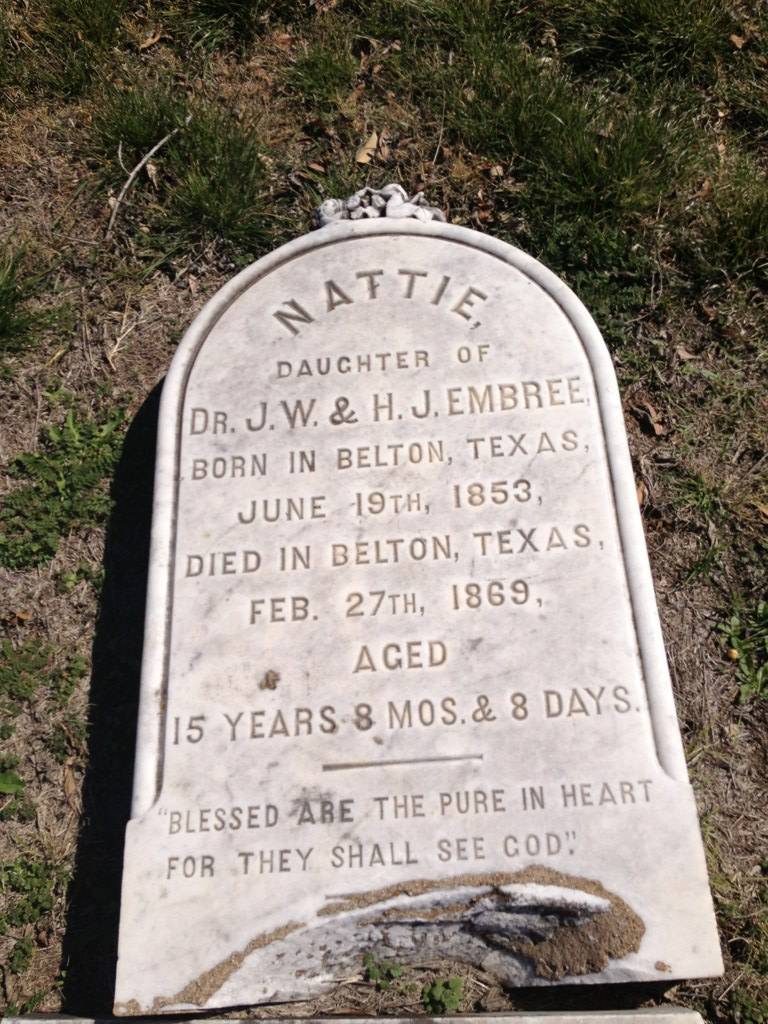 NATTIE,
DAUGHTER OF
DR. J. W. & H. J. EMBREE,
BORN IN BELTON, TEXAS,
JUNE 19TH, 1853,
DIED IN BELTON, TEXAS,
FEB. 27TH, 1869,
AGED
15 YEARS 8 MOS. & 8 DAYS.
"BLESSED ARE THE PURE IN HEART
FOR THEY SHALL SEE GOD."